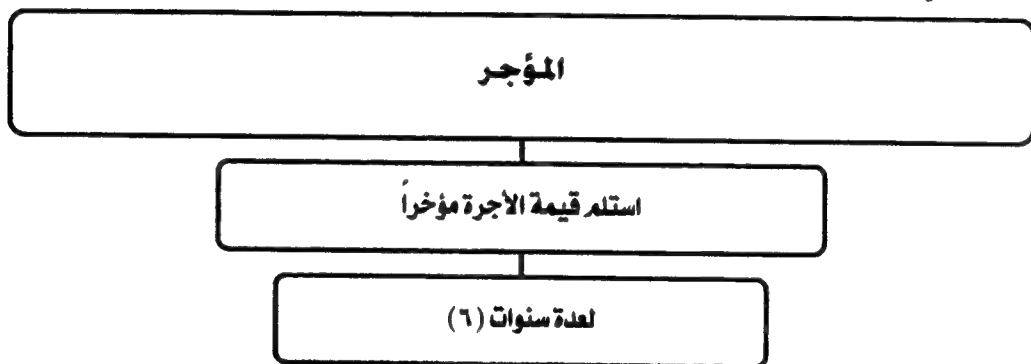 المؤجر
استلم قيمة الأجرة مؤخراً
لعدة سنوات (٦)